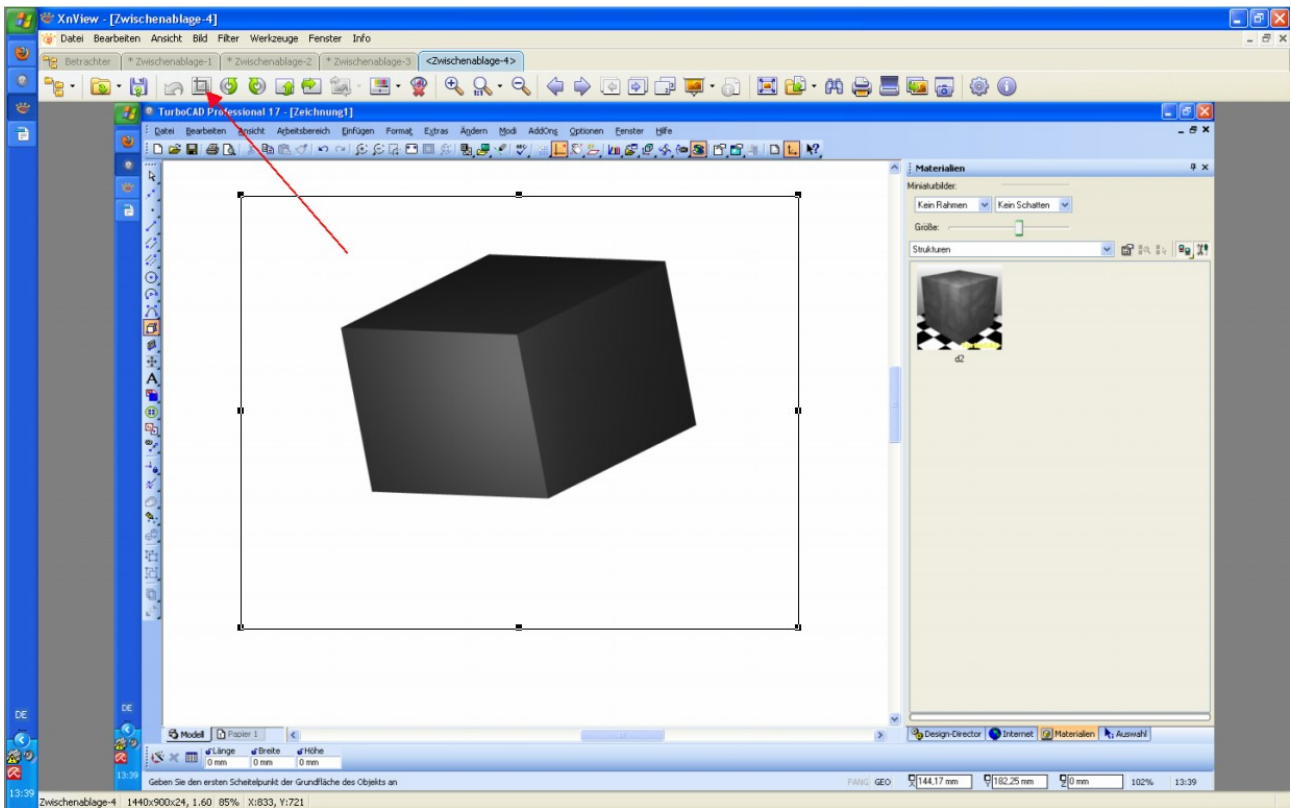 XnView - [Zwischenablage-4]
Datei Bearbeiten Ansicht Bild Filter Werkzeuge Fenster Info
Betrachter * Zwischenablage-1 * Zwischenablage-2 * Zwischenablage-3 <Zwischenablage-4>
TurboCAD Professional 17 - [Zeichnung1]
Datei Bearbeiten Ansicht Arbeitsbereich Einfügen Format Extras Ändern Modi AddOns Optionen Fenster Hilfe
Materialien
Miniaturbilder:
Kein Rahmen Kein Schatten
Größe:
Strukturen
d2
DE
DE
Modell Papier 1
Design-Director Internet Materialien Auswahl
Länge Breite Höhe
0 mm 0 mm 0 mm
13:39 Geben Sie den ersten Scheitelpunkt der Grundfläche des Objekts an FANG GEO 144,17 mm 182,25 mm 0 mm 102% 13:39
13:39
Zwischenablage-4 1440x900x24, 1.60 85% X:833, Y:721